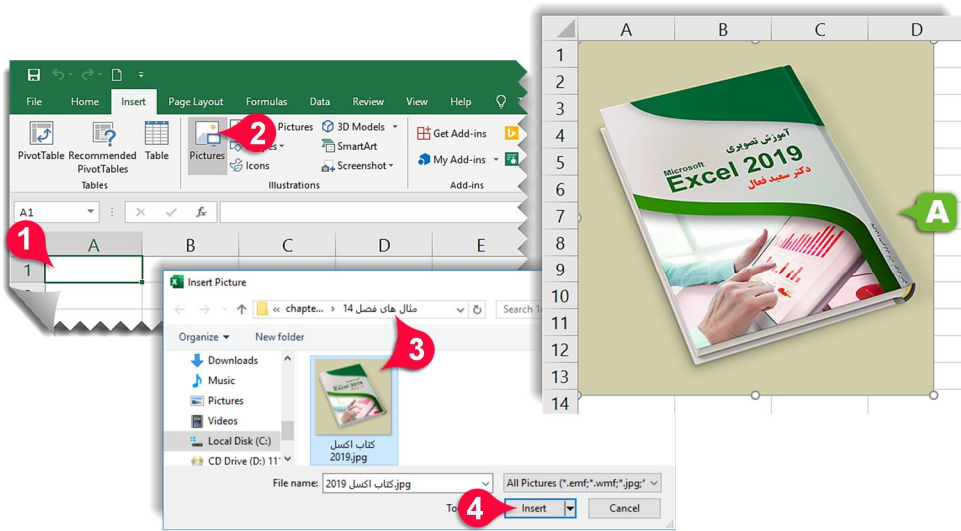 File Home Insert Page Layout Formulas Data Review View Help
PivotTable Recommended PivotTables Table
Tables
Pictures
2
Pictures
Icons
3D Models
SmartArt
Screenshot
Illustrations
Get Add-ins
My Add-ins
Add-ins
A1
fx
1
A B C D E
1
Insert Picture
« chapte... › مثال های فصل 14
Search 14
Organize
New folder
3
Downloads
Music
Pictures
Videos
Local Disk (C:)
CD Drive (D:) 11
کتاب اکسل
2019.jpg
File name:
کتاب اکسل 2019.jpg
All Pictures (*.emf;*.wmf;*.jpg;*
4
Insert
Cancel
A B C D
1
2
3
4
5
6
7
8
9
10
11
12
13
14
آموزش تصویری
Microsoft
Excel 2019
دکتر سعید فعال
A